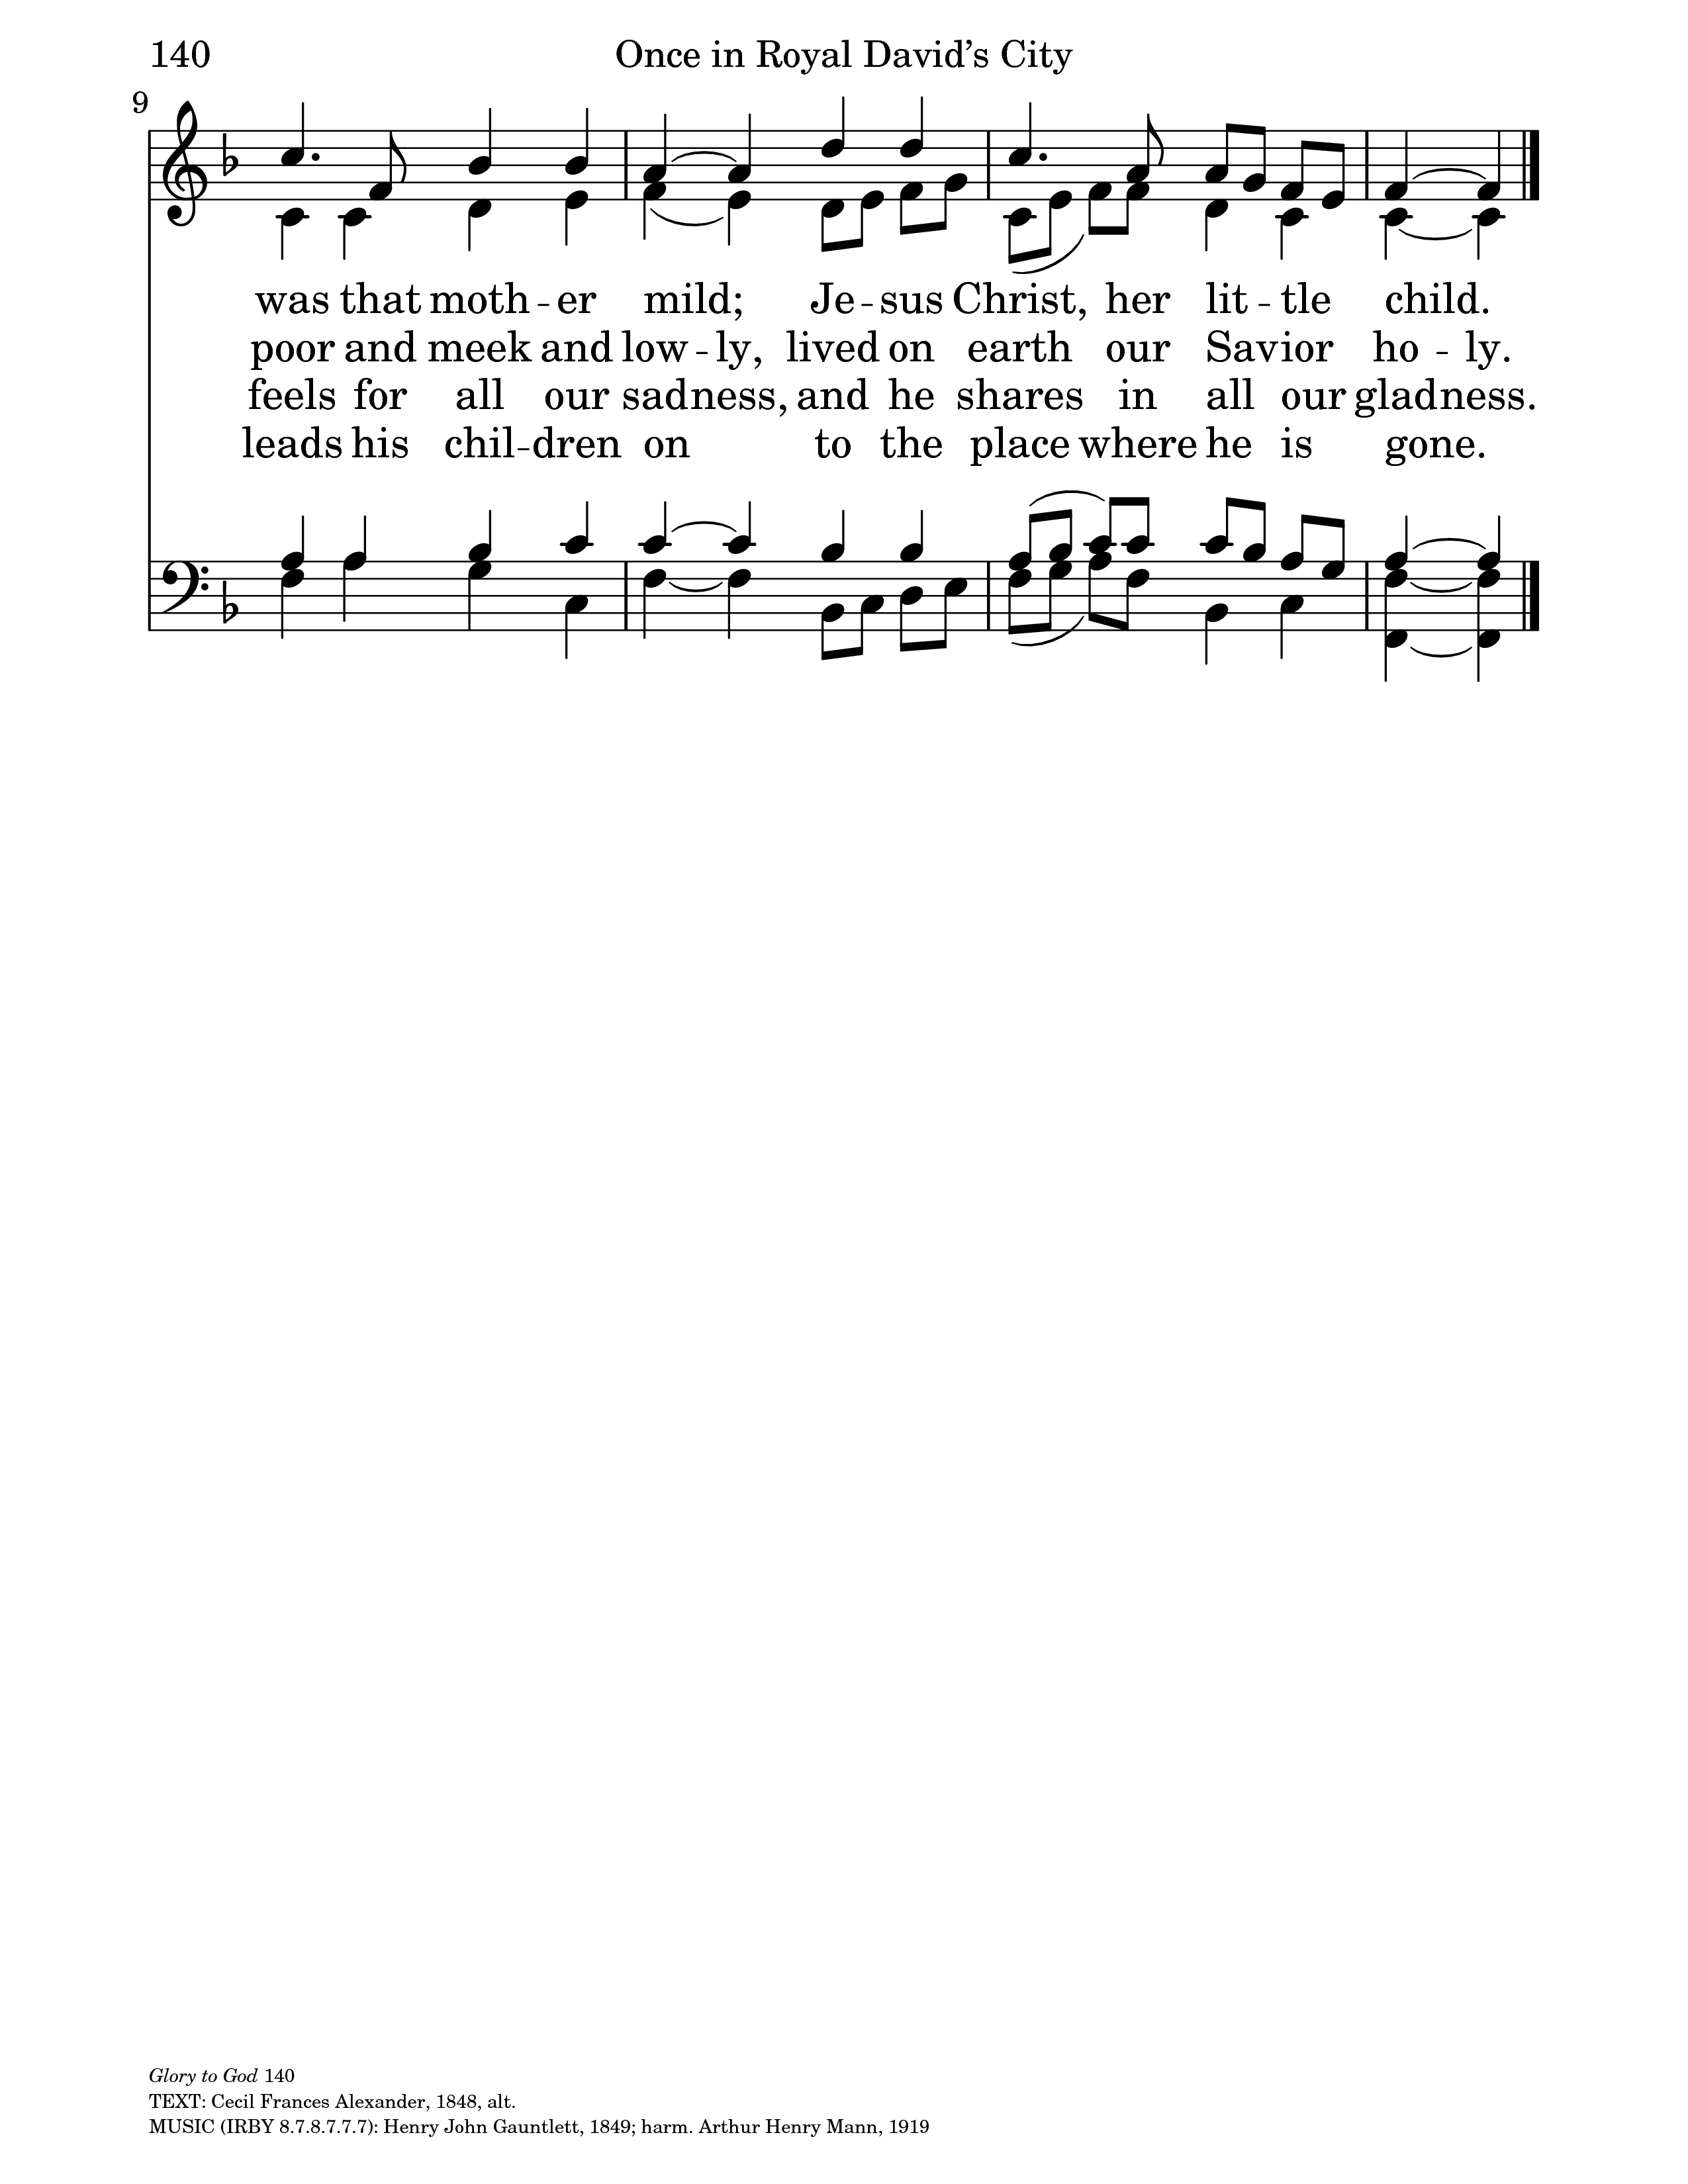 140 Once in Royal David’s City
9
was that moth - er mild; Je - sus Christ, her lit - tle child.
poor and meek and low - ly, lived on earth our Savior ho - ly.
feels for all our sadness, and he shares in all our gladness.
leads his chil - dren on to the place where he is gone.
Glory to God 140
TEXT: Cecil Frances Alexander, 1848, alt.
MUSIC (IRBY 8.7.8.7.7.7): Henry John Gauntlett, 1849; harm. Arthur Henry Mann, 1919